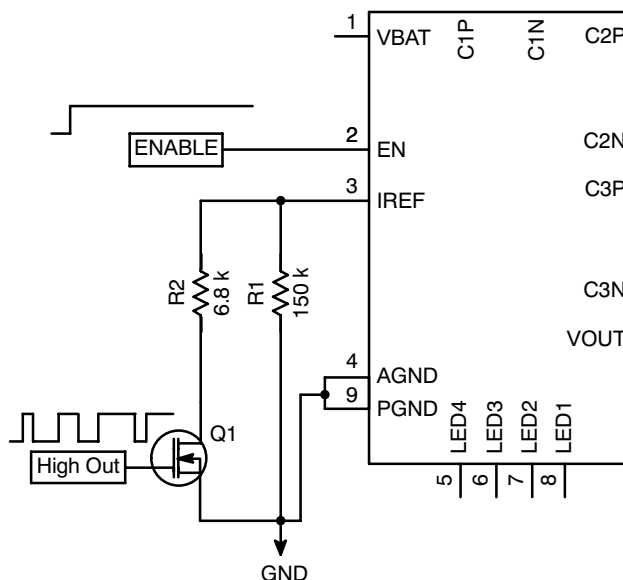 1
VBAT
C1P
C1N
C2P
ENABLE
2
EN
C2N
3
IREF
C3P
R2
6.8 k
R1
150 k
C3N
VOUT
4
AGND
9
PGND
LED4
LED3
LED2
LED1
Q1
High Out
5
6
7
8
GND